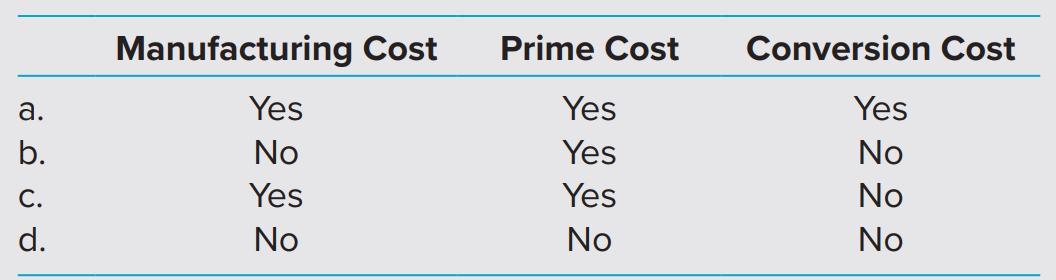 Manufacturing Cost Prime Cost Conversion Cost
a. Yes Yes Yes
b. No Yes No
c. Yes Yes No
d. No No No